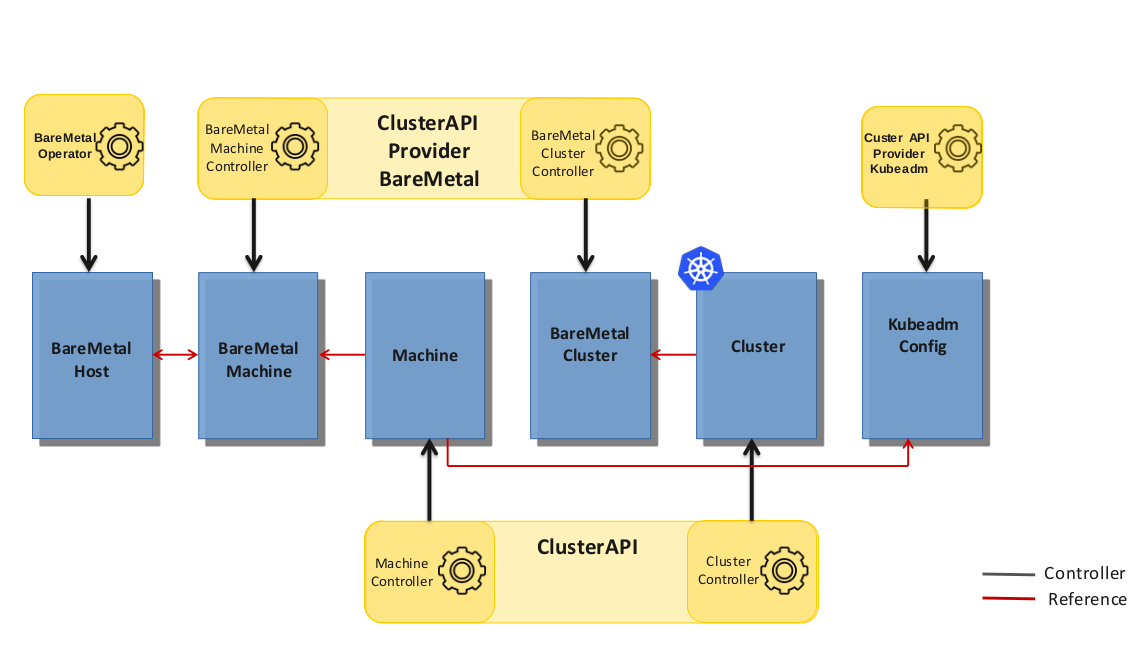 BareMetal
Operator
BareMetal
Machine
Controller
ClusterAPI
Provider
BareMetal
BareMetal
Cluster
Controller
Custer API
Provider
Kubeadm
BareMetal
Host
BareMetal
Machine
Machine
BareMetal
Cluster
Cluster
Kubeadm
Config
Machine
Controller
ClusterAPI
Cluster
Controller
Controller
Reference